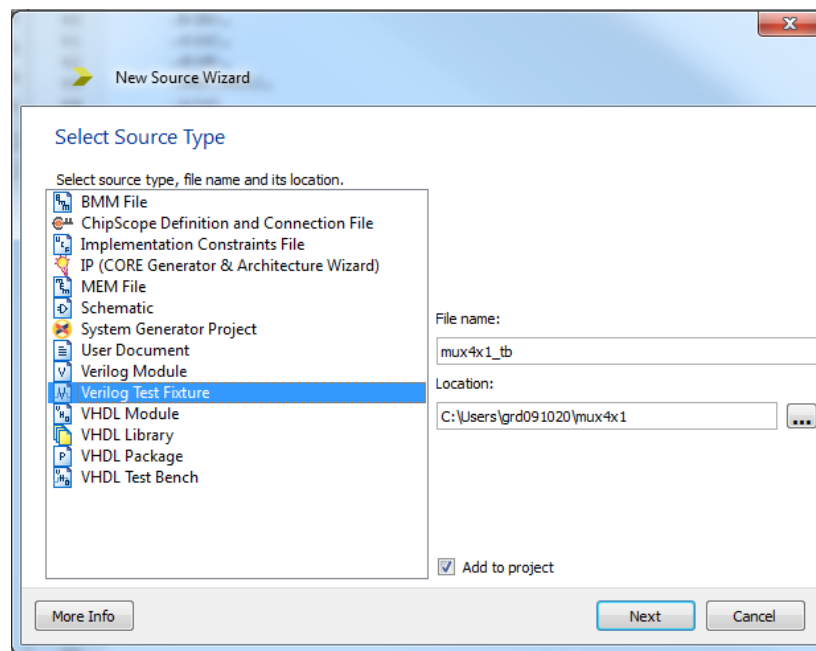 New Source Wizard
Select Source Type
Select source type, file name and its location.
BMM File
ChipScope Definition and Connection File
Implementation Constraints File
IP (CORE Generator & Architecture Wizard)
MEM File
Schematic
System Generator Project
User Document
Verilog Module
Verilog Test Fixture
VHDL Module
VHDL Library
VHDL Package
VHDL Test Bench
File name:
mux4x1_tb
Location:
C:\Users\grd091020\mux4x1
...
Add to project
More Info
Next
Cancel